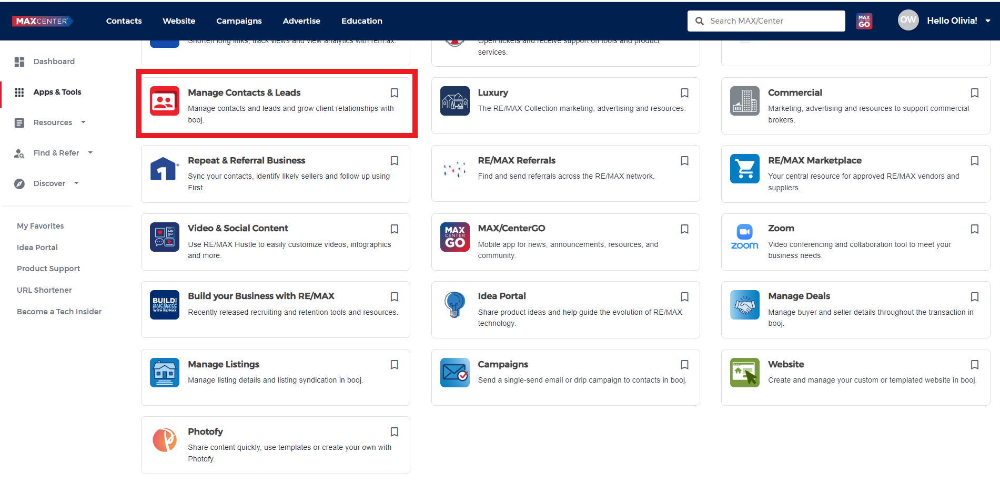 MAXCENTER
Contacts
Website
Campaigns
Advertise
Education
Search MAX/Center
MAX
CENTER
GO
OW
Hello Olivia!
Shorten long links, track views and view analytics with rem.ax.
Open tickets and receive support on tools and product
services.
Dashboard
Apps & Tools
Resources
Find & Refer
Discover
My Favorites
Idea Portal
Product Support
URL Shortener
Become a Tech Insider
Manage Contacts & Leads
Manage contacts and leads and grow client relationships with
booj.
Luxury
The RE/MAX Collection marketing, advertising and resources.
Commercial
Marketing, advertising and resources to support commercial
brokers.
1
Repeat & Referral Business
Sync your contacts, identify likely sellers and follow up using
First.
RE/MAX Referrals
Find and send referrals across the RE/MAX network.
RE/MAX Marketplace
Your central resource for approved RE/MAX vendors and
suppliers.
Video & Social Content
Use RE/MAX Hustle to easily customize videos, infographics
and more.
MAX
CENTER
GO
MAX/CenterGO
Mobile app for news, announcements, resources, and
community.
zoom
Zoom
Video conferencing and collaboration tool to meet your
business needs.
BUILD
BUSINESS
WITH RE/MAX
Build your Business with RE/MAX
Recently released recruiting and retention tools and resources.
Idea Portal
Share product ideas and help guide the evolution of RE/MAX
technology.
Manage Deals
Manage buyer and seller details throughout the transaction in
booj.
Manage Listings
Manage listing details and listing syndication in booj.
Campaigns
Send a single-send email or drip campaign to contacts in booj.
Website
Create and manage your custom or templated website in booj.
Photofy
Share content quickly, use templates or create your own with
Photofy.